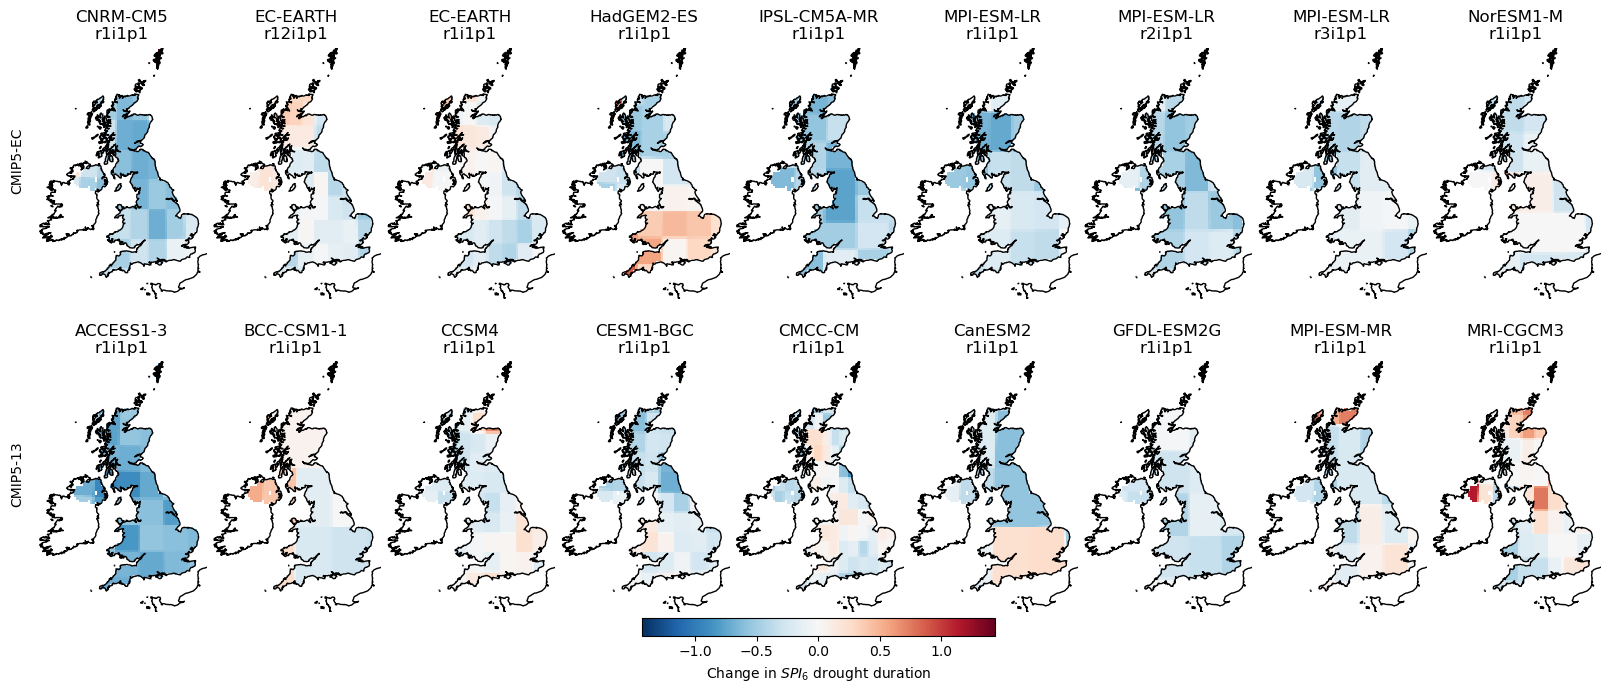 CNRM-CM5 EC-EARTH EC-EARTH HadGEM2-ES IPSL-CM5A-MR MPI-ESM-LR MPI-ESM-LR MPI-ESM-LR NorESM1-M
r1i1p1 r12i1p1 r1i1p1 r1i1p1 r1i1p1 r1i1p1 r2i1p1 r3i1p1 r1i1p1
CMIP5-EC
ACCESS1-3 BCC-CSM1-1 CCSM4 CESM1-BGC CMCC-CM CanESM2 GFDL-ESM2G MPI-ESM-MR MRI-CGCM3
r1i1p1 r1i1p1 r1i1p1 r1i1p1 r1i1p1 r1i1p1 r1i1p1 r1i1p1 r1i1p1
CMIP5-13
−1.0 −0.5 0.0 0.5 1.0
Change in SPI6 drought duration